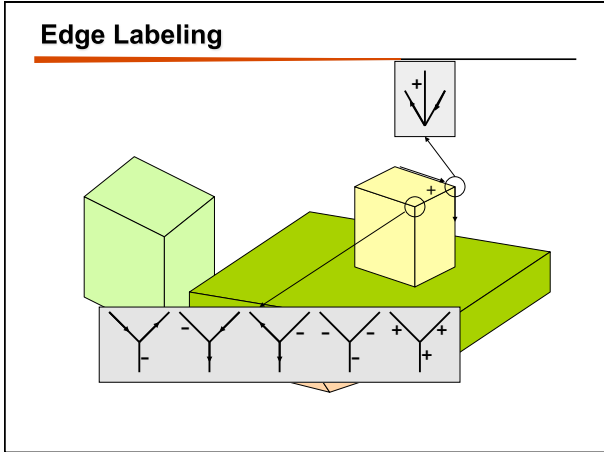 Edge Labeling
+
+
- - - - + +
- - +